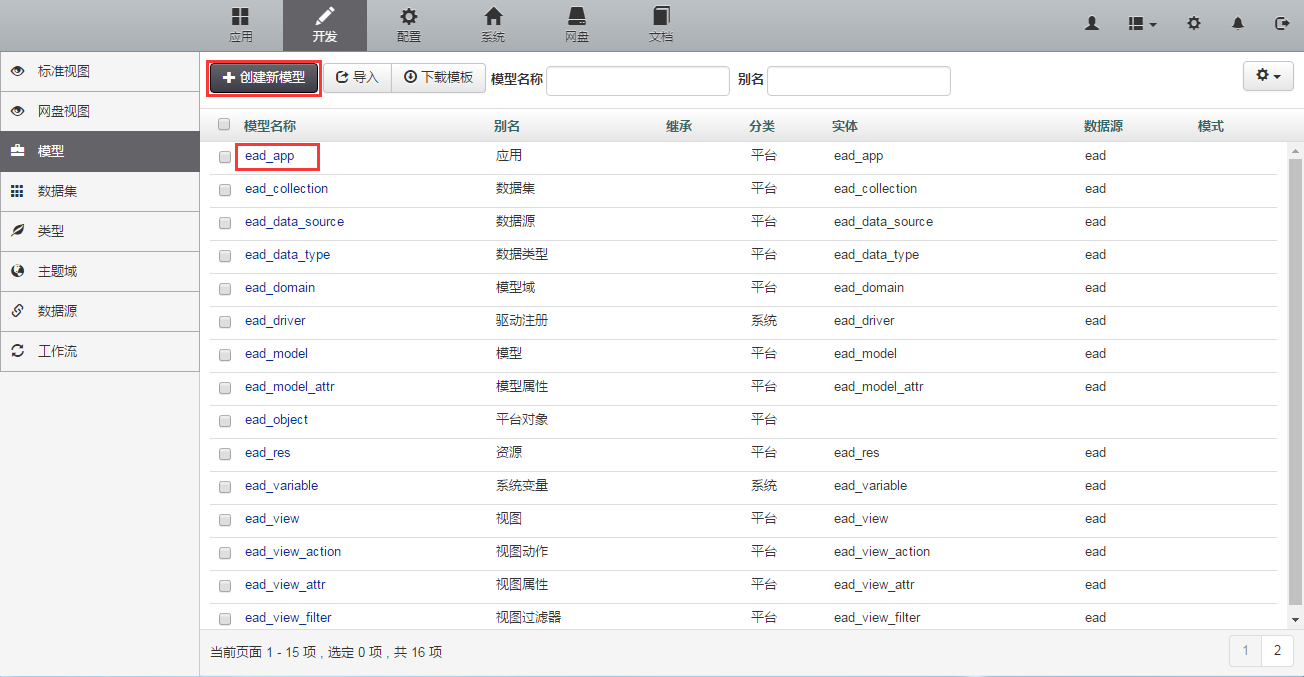 应用 开发 配置 系统 网盘 文档
标准视图
网盘视图
模型
数据集
类型
主题域
数据源
工作流
创建新模型 导入 下载模板 模型名称 别名
模型名称 别名 继承 分类 实体 数据源 模式
ead_app 应用 平台 ead_app ead
ead_collection 数据集 平台 ead_collection ead
ead_data_source 数据源 平台 ead_data_source ead
ead_data_type 数据类型 平台 ead_data_type ead
ead_domain 模型域 平台 ead_domain ead
ead_driver 驱动注册 系统 ead_driver ead
ead_model 模型 平台 ead_model ead
ead_model_attr 模型属性 平台 ead_model_attr ead
ead_object 平台对象 平台
ead_res 资源 平台 ead_res ead
ead_variable 系统变量 系统 ead_variable ead
ead_view 视图 平台 ead_view ead
ead_view_action 视图动作 平台 ead_view_action ead
ead_view_attr 视图属性 平台 ead_view_attr ead
ead_view_filter 视图过滤器 平台 ead_view_filter ead
当前页面 1 - 15 项 , 选定 0 项 , 共 16 项 1 2